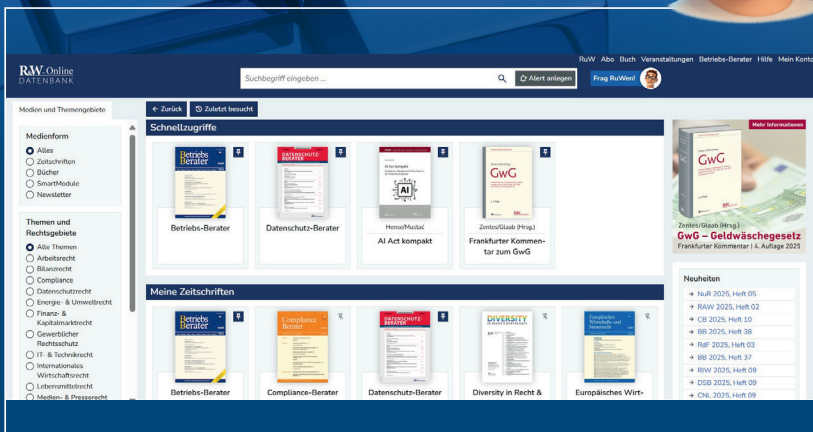 RuW Abo Buch Veranstaltungen Betriebs-Berater Hilfe Mein Konto
R&W-Online
DATENBANK
Suchbegriff eingeben ...
Alert anlegen
Frag RuWen!
Medien und Themengebiete
← Zurück
Zuletzt besucht
Medienform
Alles
Zeitschriften
Bücher
SmartModule
Newsletter
Themen und
Rechtsgebiete
Alle Themen
Arbeitsrecht
Bilanzrecht
Compliance
Datenschutzrecht
Energie- & Umweltrecht
Finanz- &
Kapitalmarktrecht
Gewerblicher
Rechtsschutz
IT- & Technikrecht
Internationales
Wirtschaftsrecht
Lebensmittelrecht
Medien- & Presserecht
Schnellzugriffe
Betriebs
Berater
Betriebs-Berater
DATENSCHUTZ-
BERATER
Datenschutz-Berater
AI Act kompakt
AI
Hense/Mustać
AI Act kompakt
GwG
Zentes/Glaab (Hrsg.)
Frankfurter Kommen-
tar zum GwG
Meine Zeitschriften
Betriebs
Berater
Betriebs-Berater
Compliance
Berater
Compliance-Berater
DATENSCHUTZ-
BERATER
Datenschutz-Berater
DIVERSITY
IN RECHT & WIRTSCHAFT
Diversity in Recht &
Europäisches
Wirtschafts- und
Steuerrecht
Europäisches Wirt-
Mehr Informationen
GwG
Zentes/Glaab (Hrsg.)
GwG – Geldwäschegesetz
Frankfurter Kommentar | 4. Auflage 2025
Neuheiten
→ NuR 2025, Heft 05
→ RAW 2025, Heft 02
→ CB 2025, Heft 10
→ BB 2025, Heft 38
→ RdF 2025, Heft 03
→ BB 2025, Heft 37
→ RIW 2025, Heft 09
→ DSB 2025, Heft 09
→ CNL 2025, Heft 09